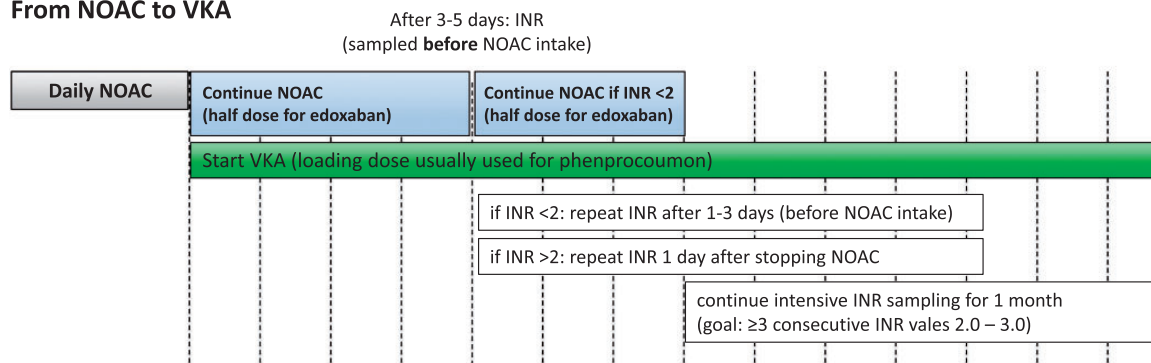 From NOAC to VKA
After 3-5 days: INR
(sampled before NOAC intake)
Daily NOAC
Continue NOAC
(half dose for edoxaban)
Continue NOAC if INR <2
(half dose for edoxaban)
Start VKA (loading dose usually used for phenprocoumon)
if INR <2: repeat INR after 1-3 days (before NOAC intake)
if INR >2: repeat INR 1 day after stopping NOAC
continue intensive INR sampling for 1 month
(goal: ≥3 consecutive INR vales 2.0 – 3.0)